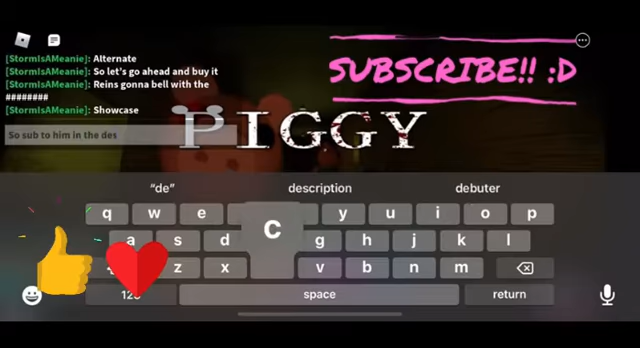 [StormIsAMeanie]: Alternate
[StormIsAMeanie]: So let's go ahead and buy it
[StormIsAMeanie]: Reins gonna bell with the
########
[StormIsAMeanie]: Showcase
So sub to him in the des
SUBSCRIBE!! :D
PIGGY
"de" description debuter
q w e y u i o p
a s d C g h j k l
z x v b n m
123 space return